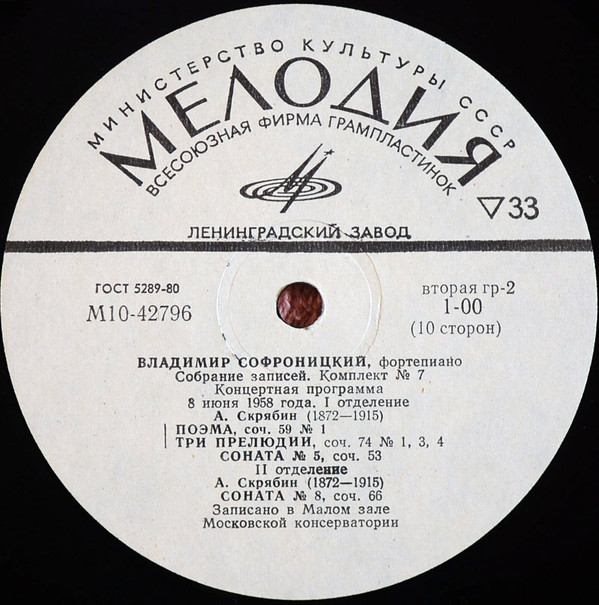 МИНИСТЕРСТВО КУЛЬТУРЫ СССР
МЕЛОДИЯ
ВСЕСОЮЗНАЯ ФИРМА ГРАМПЛАСТИНОК
▽33
ЛЕНИНГРАДСКИЙ ЗАВОД
ГОСТ 5289-80
М10-42796
вторая гр-2
1-00
(10 сторон)
ВЛАДИМИР СОФРОНИЦКИЙ, фортепиано
Собрание записей. Комплект № 7
Концертная программа
8 июня 1958 года. I отделение
А. Скрябин (1872—1915)
ПОЭМА, соч. 59 № 1
ТРИ ПРЕЛЮДИИ, соч. 74 № 1, 3, 4
СОНАТА № 5, соч. 53
II отделение
А. Скрябин (1872—1915)
СОНАТА № 8, соч. 66
Записано в Малом зале
Московской консерватории